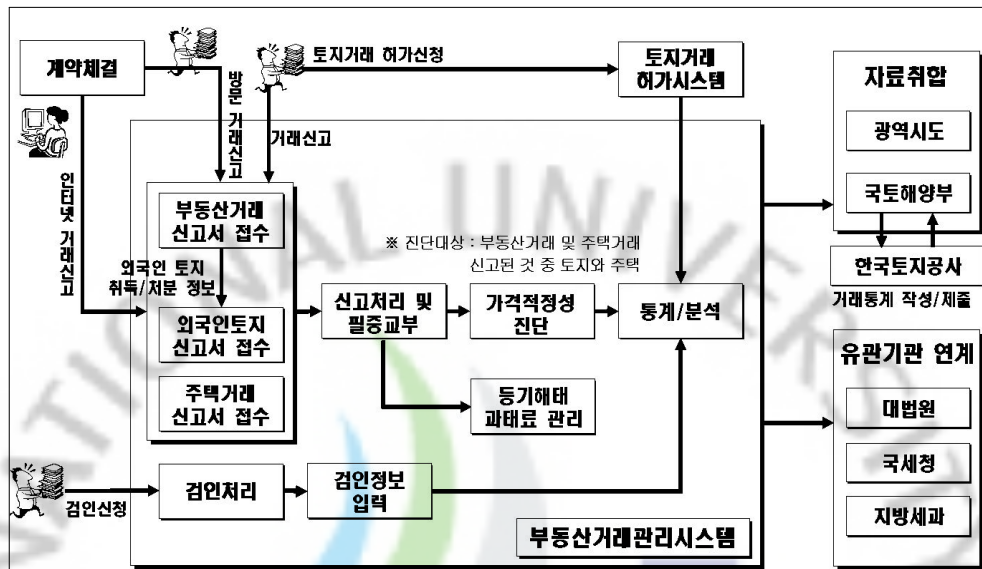 계약체결
토지거래 허가신청
토지거래
허가시스템
자료취합
광역시도
국토해양부
한국토지공사
거래통계 작성/제출
방문 거래신고
거래신고
인터넷 거래신고
부동산거래
신고서 접수
외국인 토지
취득/처분 정보
외국인토지
신고서 접수
주택거래
신고서 접수
※ 진단대상 : 부동산거래 및 주택거래
신고된 것 중 토지와 주택
신고처리 및
필증교부
가격적정성
진단
통계/분석
등기해태
과태료 관리
유관기관 연계
대법원
국세청
지방세과
검인신청
검인처리
검인정보
입력
부동산거래관리시스템
NATIONAL UNIVERSITY